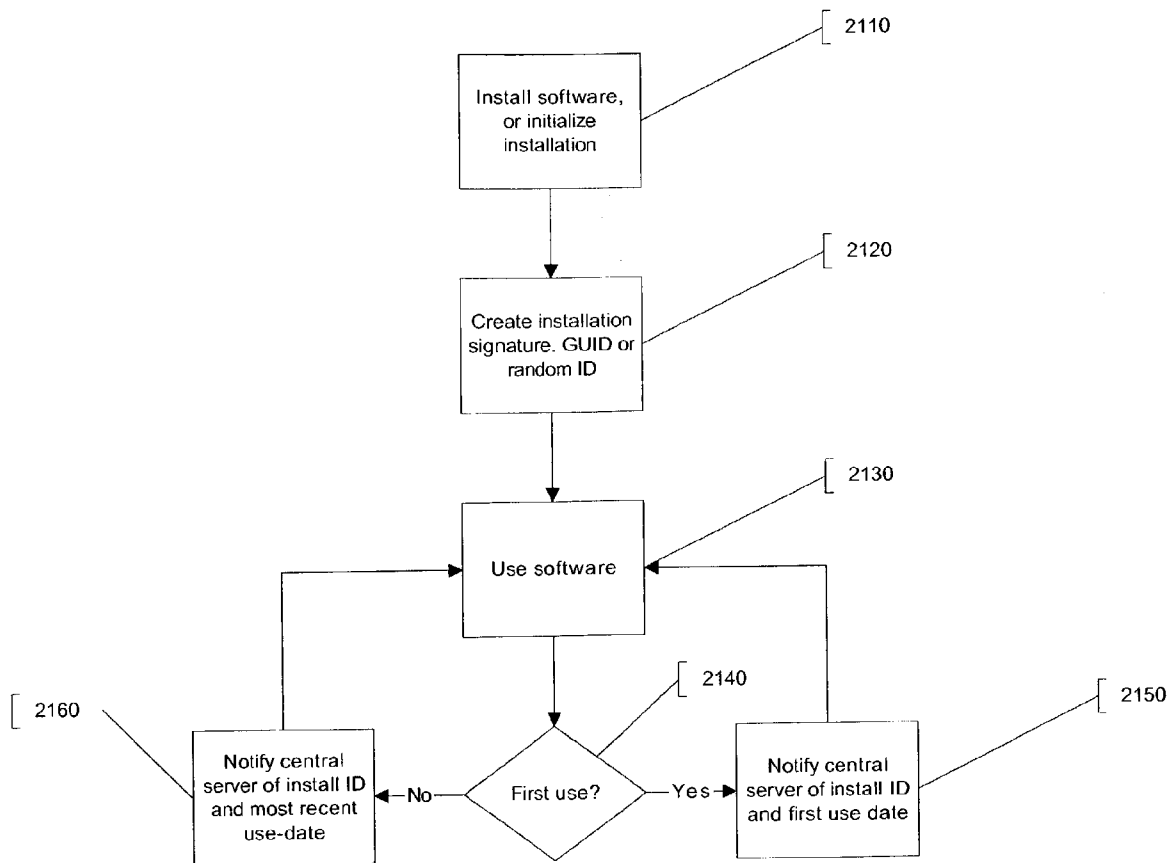 2110
Install software,
or initialize
installation
2120
Create installation
signature. GUID or
random ID
2130
Use software
2140
2150
2160
Notify central
server of install ID
and most recent
use-date
No
First use?
Yes
Notify central
server of install ID
and first use date